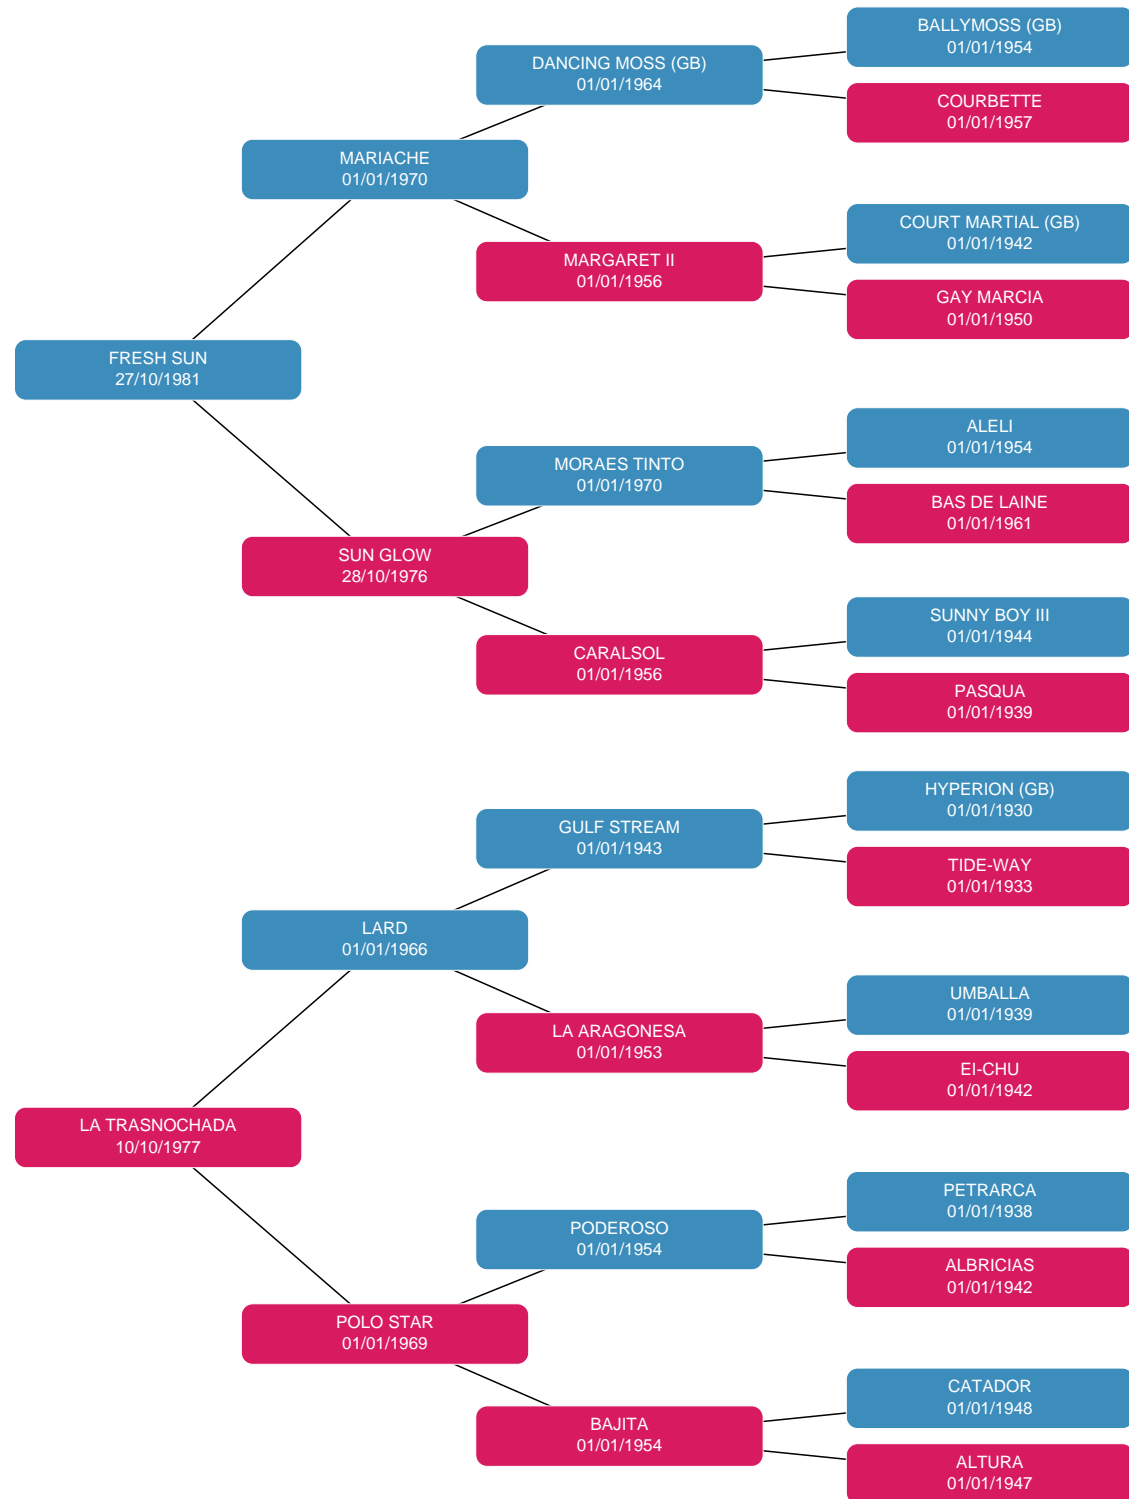 BALLYMOSS (GB)
01/01/1954
DANCING MOSS (GB)
01/01/1964
COURBETTE
01/01/1957
MARIACHE
01/01/1970
COURT MARTIAL (GB)
01/01/1942
MARGARET II
01/01/1956
GAY MARCIA
01/01/1950
FRESH SUN
27/10/1981
ALELI
01/01/1954
MORAES TINTO
01/01/1970
BAS DE LAINE
01/01/1961
SUN GLOW
28/10/1976
SUNNY BOY III
01/01/1944
CARALSOL
01/01/1956
PASQUA
01/01/1939
HYPERION (GB)
01/01/1930
GULF STREAM
01/01/1943
TIDE-WAY
01/01/1933
LARD
01/01/1966
UMBALLA
01/01/1939
LA ARAGONESA
01/01/1953
EI-CHU
01/01/1942
LA TRASNOCHADA
10/10/1977
PETRARCA
01/01/1938
PODEROSO
01/01/1954
ALBRICIAS
01/01/1942
POLO STAR
01/01/1969
CATADOR
01/01/1948
BAJITA
01/01/1954
ALTURA
01/01/1947